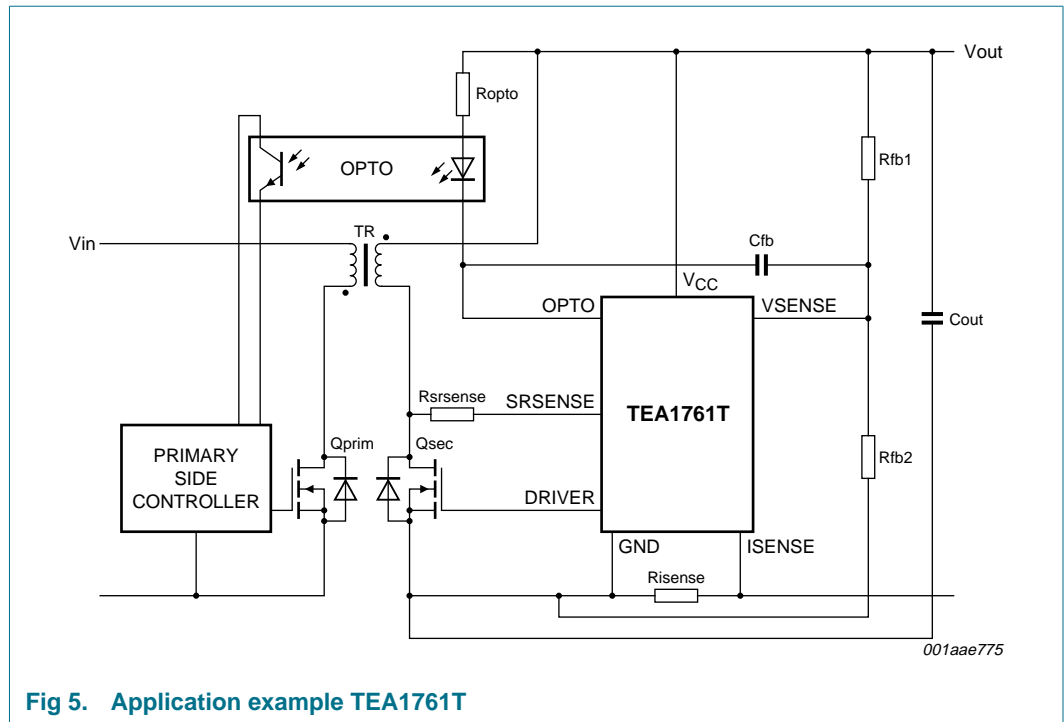 Vout
Ropto
OPTO
Rfb1
TR
Vin
Cfb
VCC
OPTO
VSENSE
Cout
TEA1761T
Rsrsense
SRSENSE
Qprim
Qsec
Rfb2
PRIMARY
SIDE
CONTROLLER
DRIVER
GND
ISENSE
Risense
001aae775
Fig 5. Application example TEA1761T